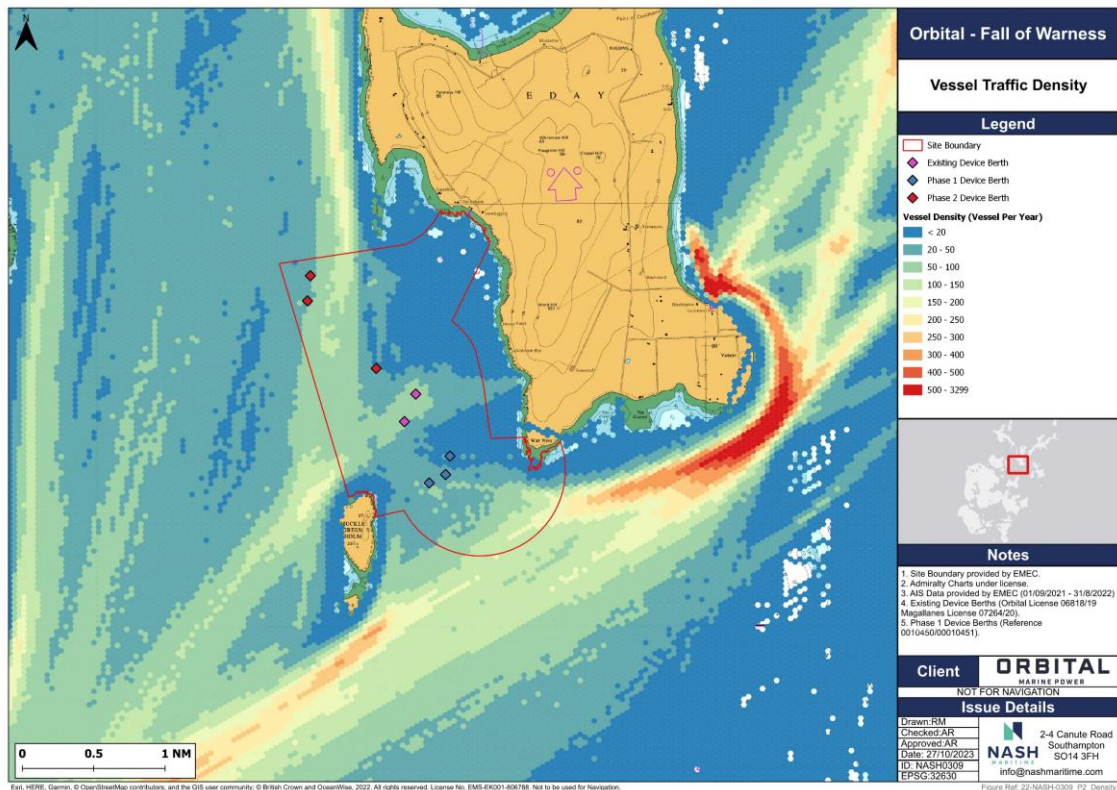 N
EDAY
War Ness
0 0.5 1 NM
Orbital - Fall of Warness
Vessel Traffic Density
Legend
Site Boundary
Existing Device Berth
Phase 1 Device Berth
Phase 2 Device Berth
Vessel Density (Vessel Per Year)
< 20
20 - 50
50 - 100
100 - 150
150 - 200
200 - 250
250 - 300
300 - 400
400 - 500
500 - 3299
Notes
1. Site Boundary provided by EMEC.
2. Admiralty Charts under license.
3. AIS Data provided by EMEC (01/09/2021 - 31/8/2022)
4. Existing Device Berths (Orbital License 06818/19
Magallanes License 07264/20).
5. Phase 1 Device Berths (Reference
0010450/00010451).
Client
ORBITAL
MARINE POWER
NOT FOR NAVIGATION
Issue Details
Drawn:RM
Checked:AR
Approved:AR
Date: 27/10/2023
ID: NASH0309
EPSG:32630
NASH
MARITIME
2-4 Canute Road
Southampton
SO14 3FH
info@nashmaritime.com
Esri, HERE, Garmin, © OpenStreetMap contributors, and the GIS user community; © British Crown and OceanWise, 2022. All rights reserved. License No. EMS-EK001-806788. Not to be used for Navigation.
Figure Ref: 22-NASH-0309_P2_Density